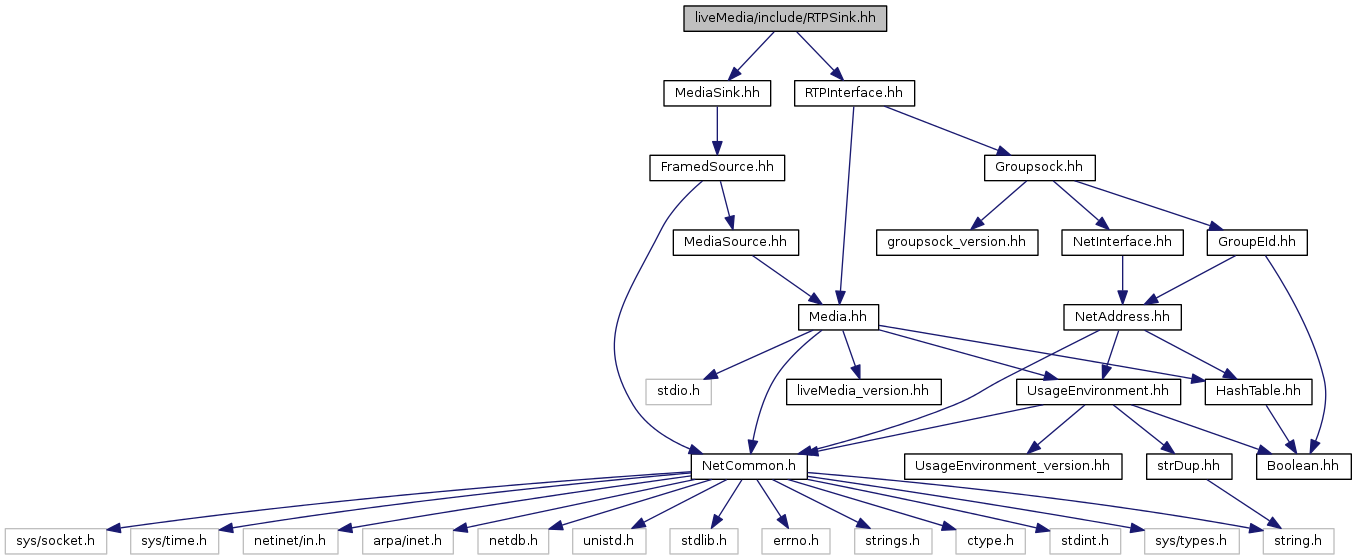 liveMedia/include/RTPSink.hh
MediaSink.hh
RTPInterface.hh
FramedSource.hh
Groupsock.hh
MediaSource.hh
groupsock_version.hh
NetInterface.hh
GroupEId.hh
Media.hh
NetAddress.hh
stdio.h
liveMedia_version.hh
UsageEnvironment.hh
HashTable.hh
NetCommon.h
UsageEnvironment_version.hh
strDup.hh
Boolean.hh
sys/socket.h
sys/time.h
netinet/in.h
arpa/inet.h
netdb.h
unistd.h
stdlib.h
errno.h
strings.h
ctype.h
stdint.h
sys/types.h
string.h